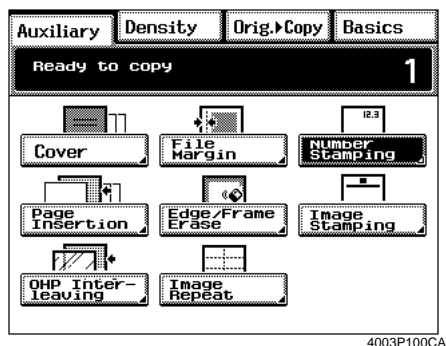 Auxiliary Density Orig.▶Copy Basics
Ready to copy 1
12.3
Cover File Margin Number Stamping
Page Insertion Edge/Frame Erase Image Stamping
OHP Inter-leaving Image Repeat
4003P100CA